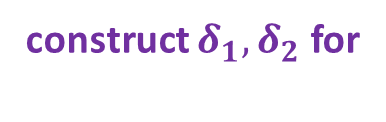 construct δ₁, δ₂ for